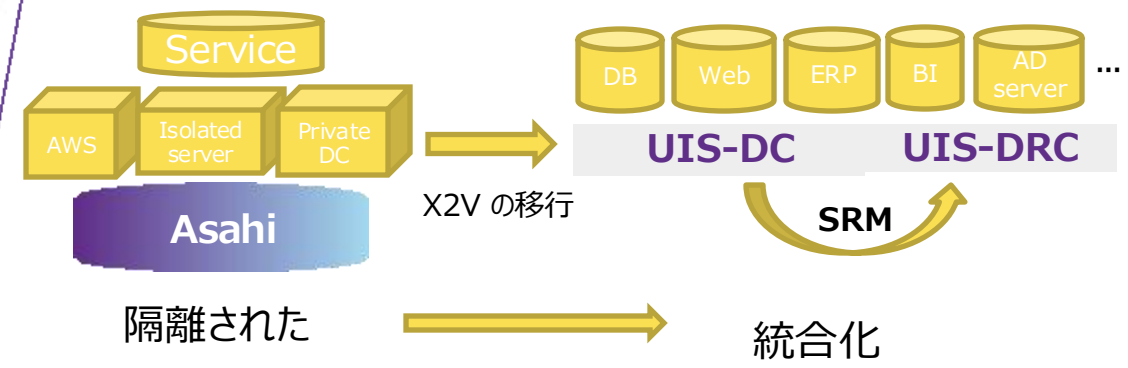 Service
AWS
Isolated
server
Private
DC
Asahi
X2V の移行
DB
Web
ERP
BI
AD
server
...
UIS-DC
UIS-DRC
SRM
隔離された
統合化